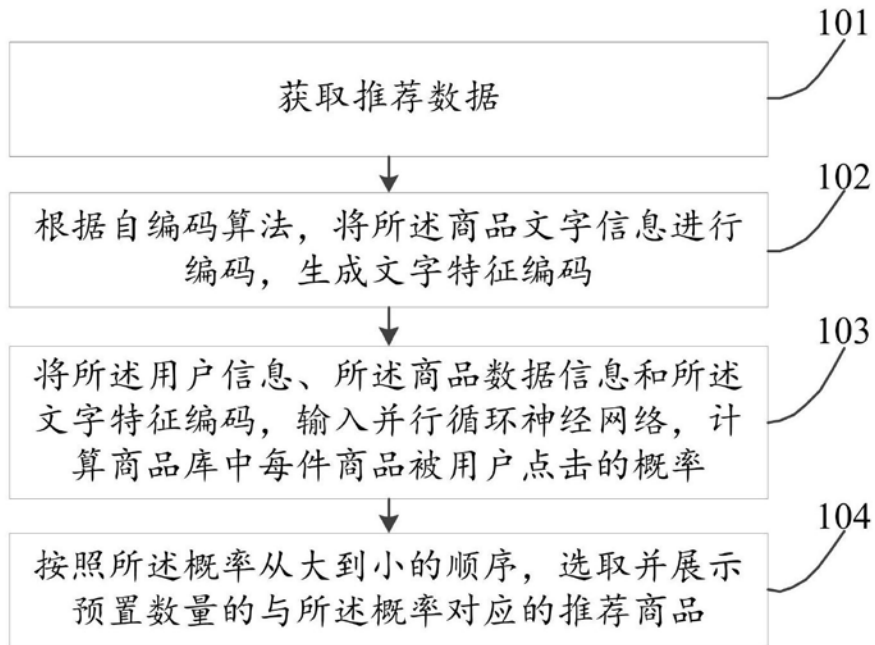 101
获取推荐数据
102
根据自编码算法，将所述商品文字信息进行
编码，生成文字特征编码
103
将所述用户信息、所述商品数据信息和所述
文字特征编码，输入并行循环神经网络，计
算商品库中每件商品被用户点击的概率
104
按照所述概率从大到小的顺序，选取并展示
预置数量的与所述概率对应的推荐商品